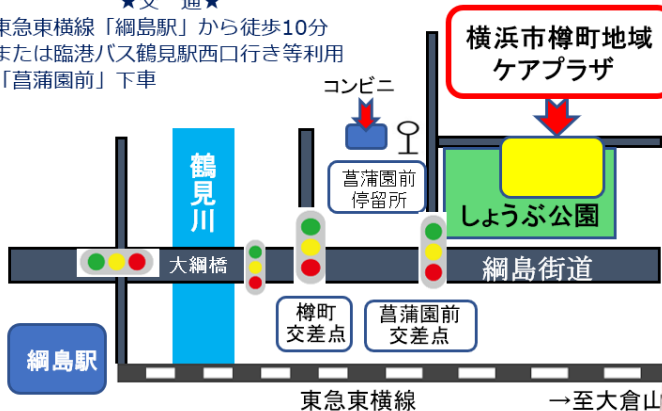 ★交　通★
東急東横線「綱島駅」から徒歩10分
または臨港バス鶴見駅西口行き等利用
「菖蒲園前」下車
横浜市樽町地域
ケアプラザ
コンビニ
鶴見川
菖蒲園前
停留所
しょうぶ公園
大綱橋
綱島街道
樽町
交差点
菖蒲園前
交差点
綱島駅
東急東横線
→至大倉山